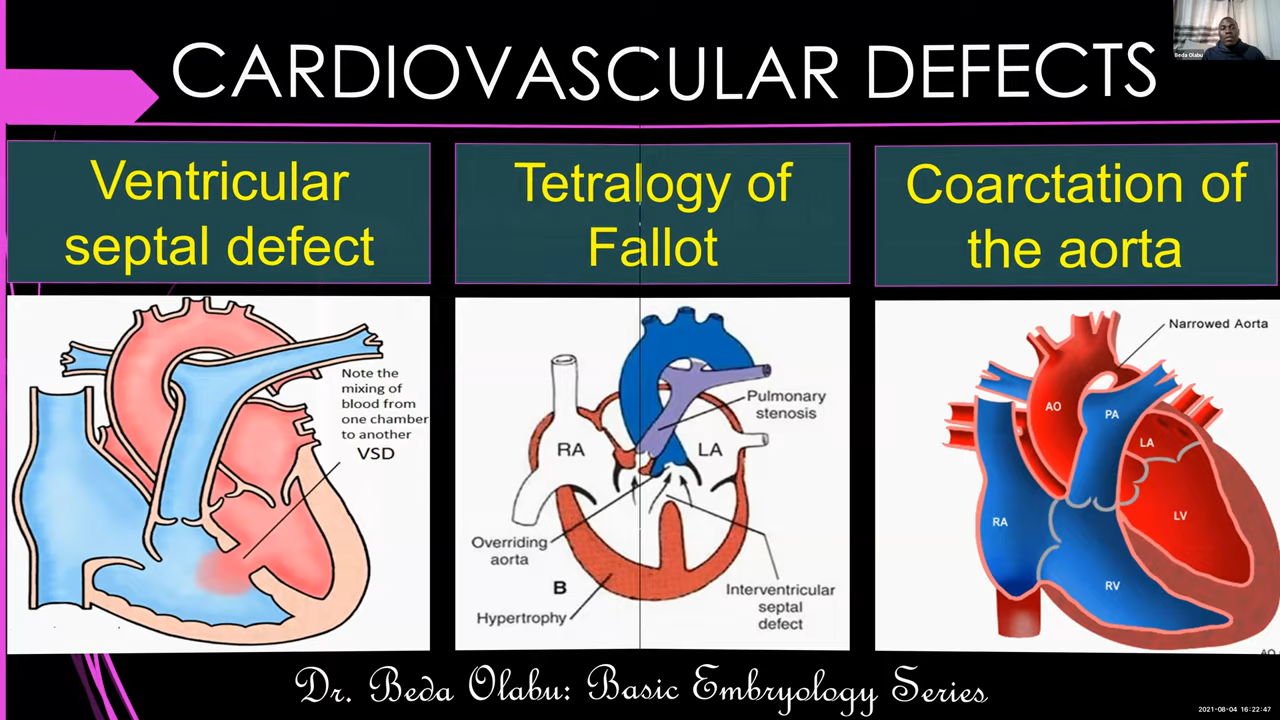 CARDIOVASCULAR DEFECTS
Beda Olabu
Ventricular
septal defect
Tetralogy of
Fallot
Coarctation of
the aorta
Note the
mixing of
blood from
one chamber
to another
VSD
RA
LA
Pulmonary
stenosis
Overriding
aorta
B
Hypertrophy
Interventricular
septal
defect
Narrowed Aorta
AO
PA
LA
RA
LV
RV
AO
Dr. Beda Olabu: Basic Embryology Series
2021-08-04 16:22:47